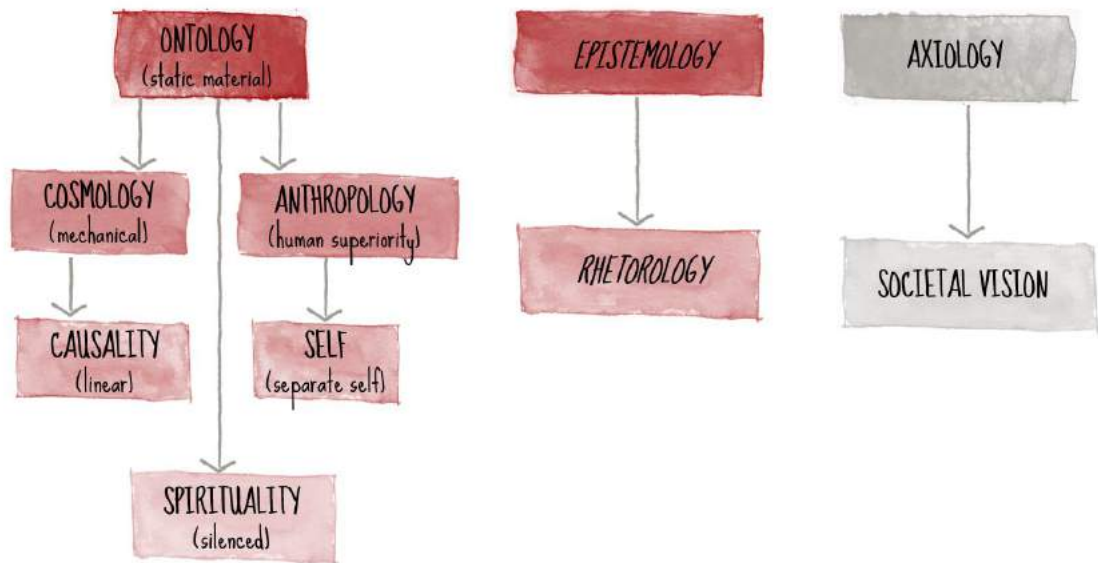 ONTOLOGY
(static material)
EPISTEMOLOGY
AXIOLOGY
COSMOLOGY
(mechanical)
ANTHROPOLOGY
(human superiority)
RHETOROLOGY
SOCIETAL VISION
CAUSALITY
(linear)
SELF
(separate self)
SPIRITUALITY
(silenced)